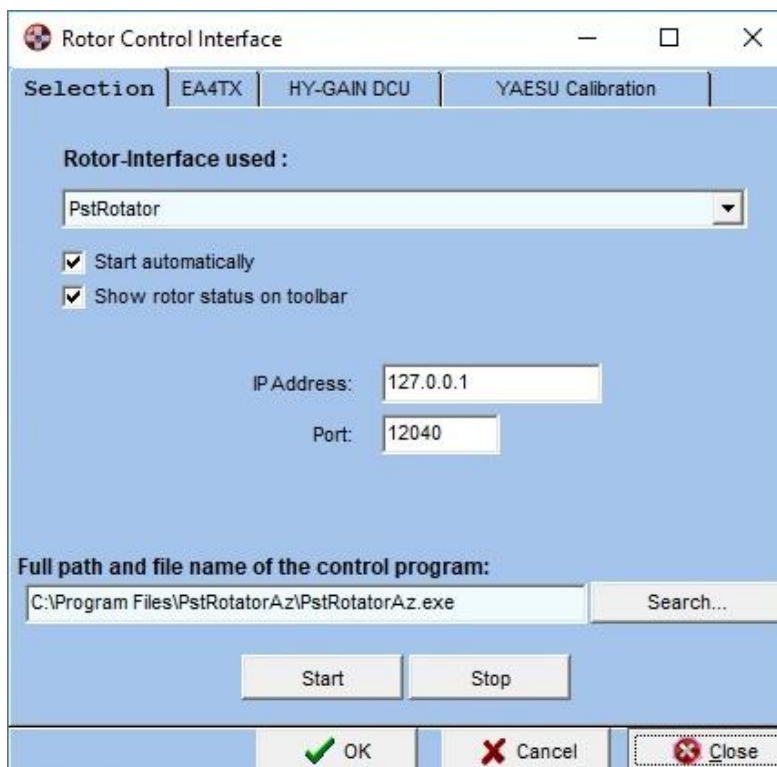 Rotor Control Interface
Selection EA4TX HY-GAIN DCU YAESU Calibration
Rotor-Interface used :
PstRotator
Start automatically
Show rotor status on toolbar
IP Address: 127.0.0.1
Port: 12040
Full path and file name of the control program:
C:\Program Files\PstRotatorAz\PstRotatorAz.exe Search...
Start Stop
OK Cancel Close